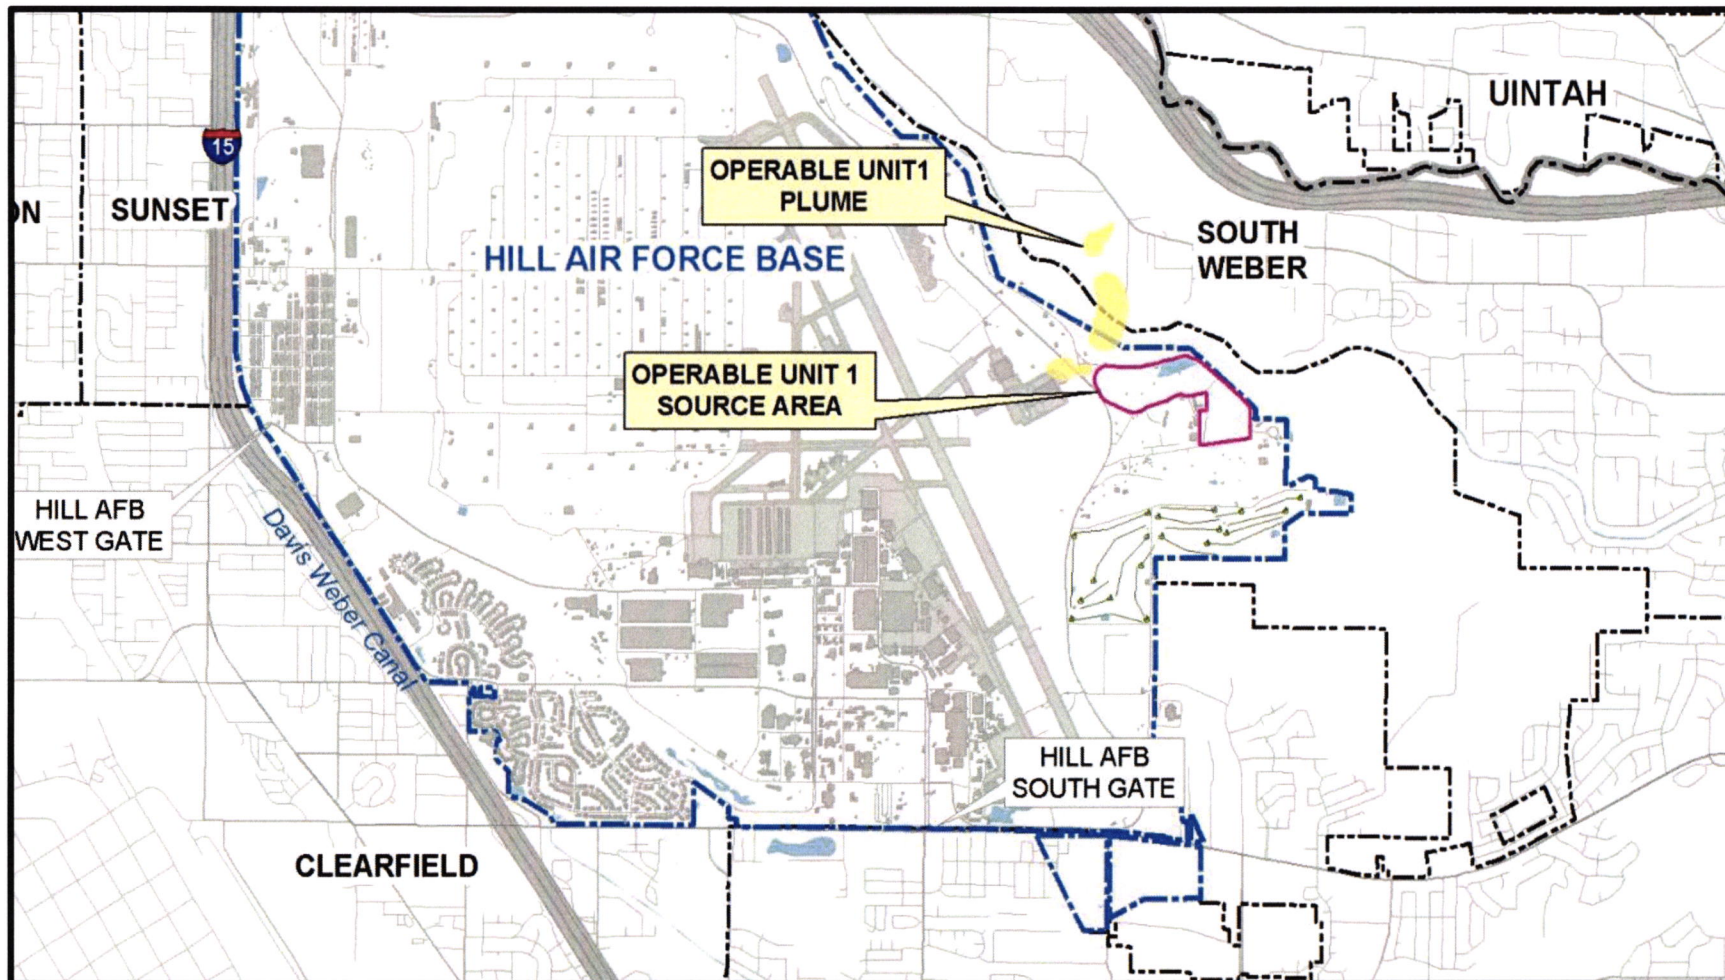 UINTAH
15
OPERABLE UNIT1
PLUME
ON
SUNSET
SOUTH
WEBER
HILL AIR FORCE BASE
OPERABLE UNIT 1
SOURCE AREA
HILL AFB
WEST GATE
Davis Weber Canal
HILL AFB
SOUTH GATE
CLEARFIELD